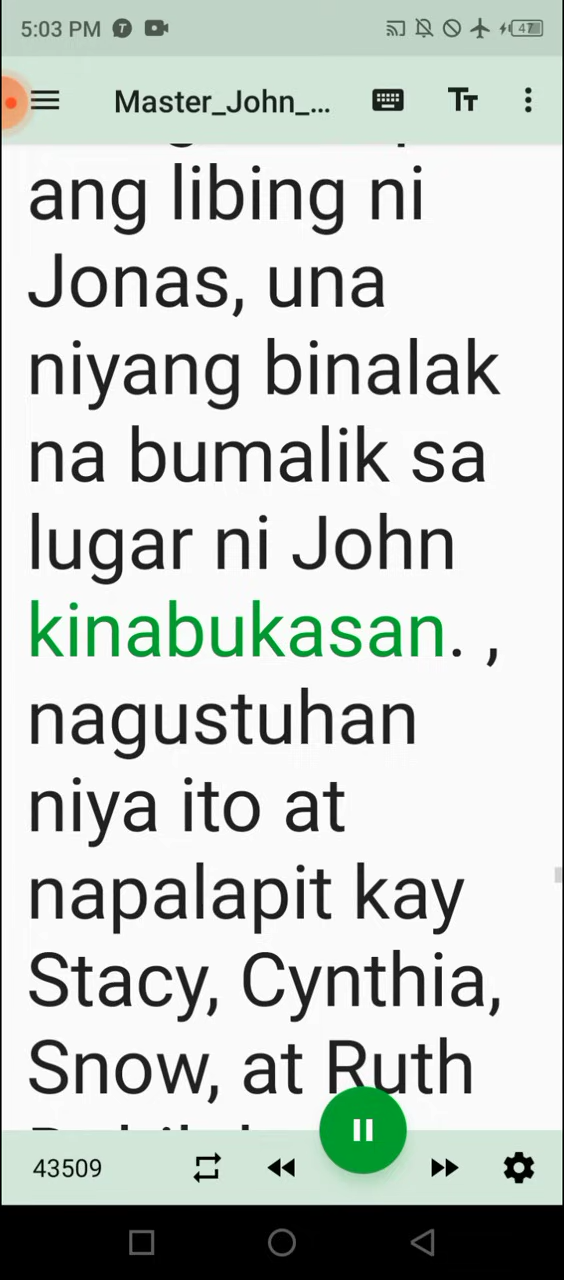 5:03 PM
47
Master_John_...
ang libing ni
Jonas, una
niyang binalak
na bumalik sa
lugar ni John
kinabukasan. ,
nagustuhan
niya ito at
napalapit kay
Stacy, Cynthia,
Snow, at Ruth
43509